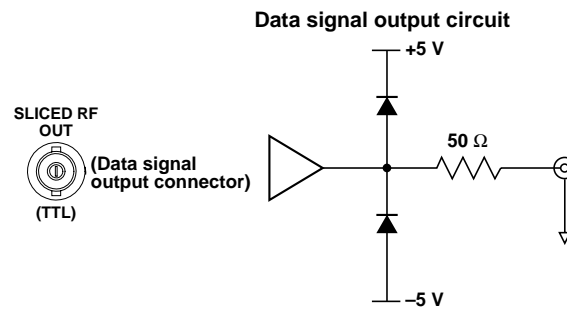 Data signal output circuit
+5 V
SLICED RF
OUT
50 Ω
(Data signal
output connector)
(TTL)
–5 V